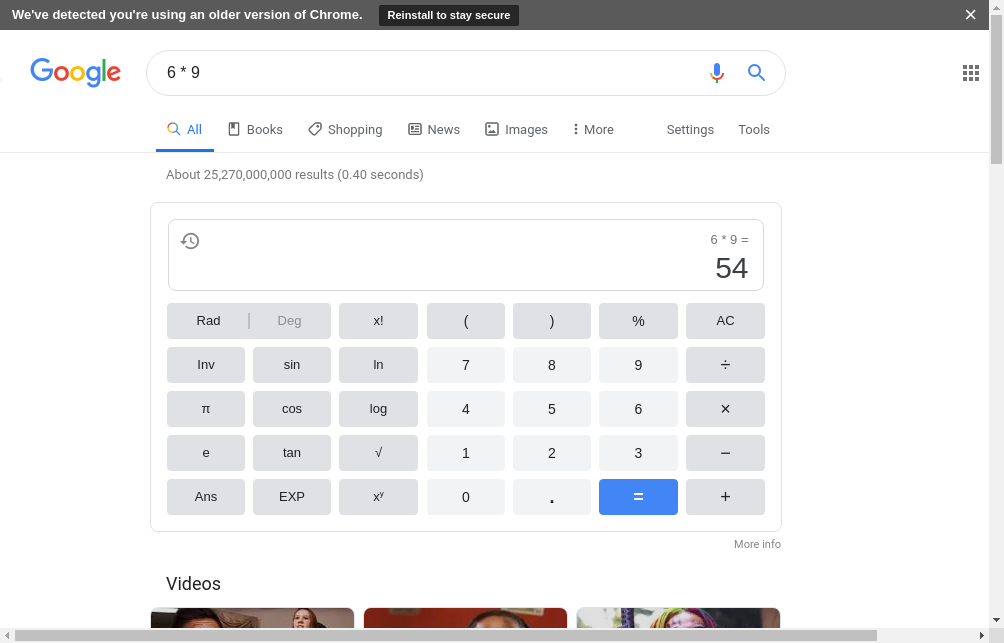 We've detected you're using an older version of Chrome. Reinstall to stay secure
Google 6 * 9
All Books Shopping News Images More Settings Tools
About 25,270,000,000 results (0.40 seconds)
6 * 9 =
54
Rad Deg x! ( ) % AC
Inv sin ln 7 8 9 ÷
π cos log 4 5 6 ×
e tan √ 1 2 3 −
Ans EXP xʸ 0 . = +
More info
Videos